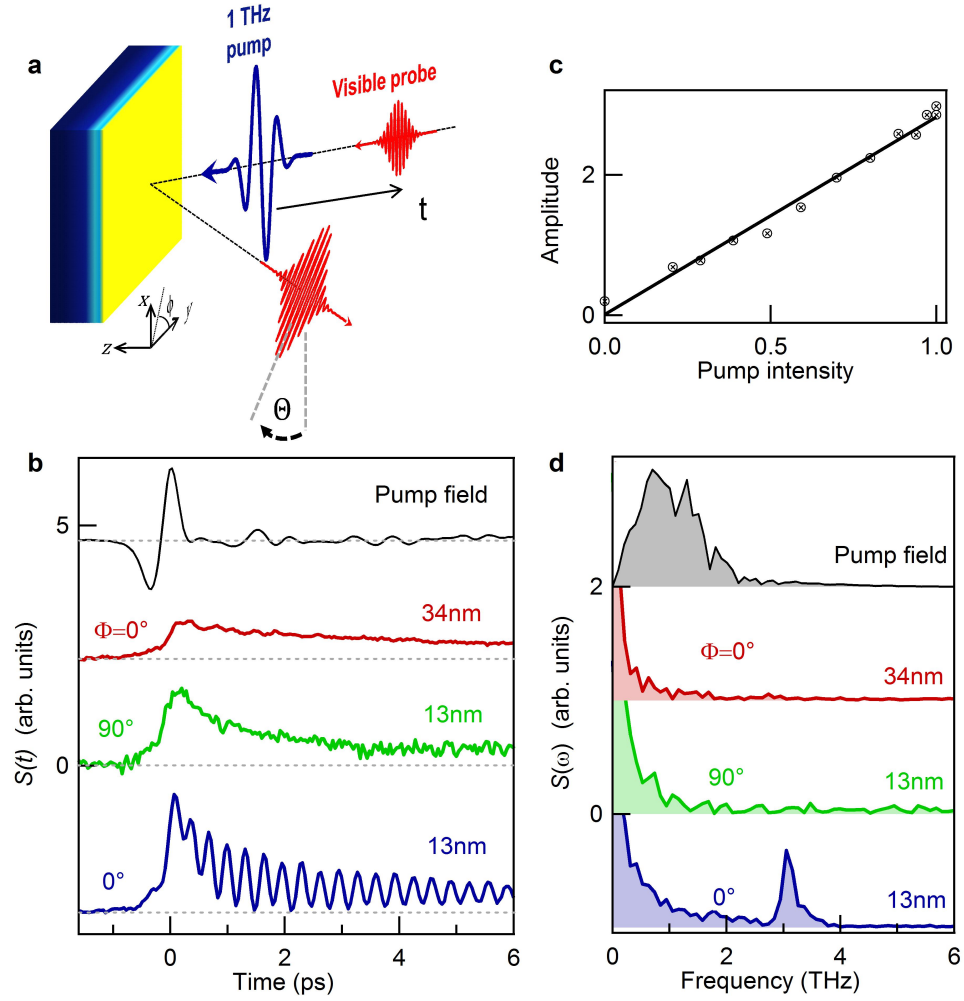 a
1 THz
pump
Visible probe
t
x
ϕ
y
z
Θ
b
Pump field
5
Φ=0°
34nm
90°
13nm
0
0°
13nm
S(t) (arb. units)
0
2
4
6
Time (ps)
c
Amplitude
2
0
0.0
0.5
1.0
Pump intensity
d
Pump field
2
Φ=0°
34nm
90°
13nm
0
0°
13nm
S(ω) (arb. units)
0
2
4
6
Frequency (THz)